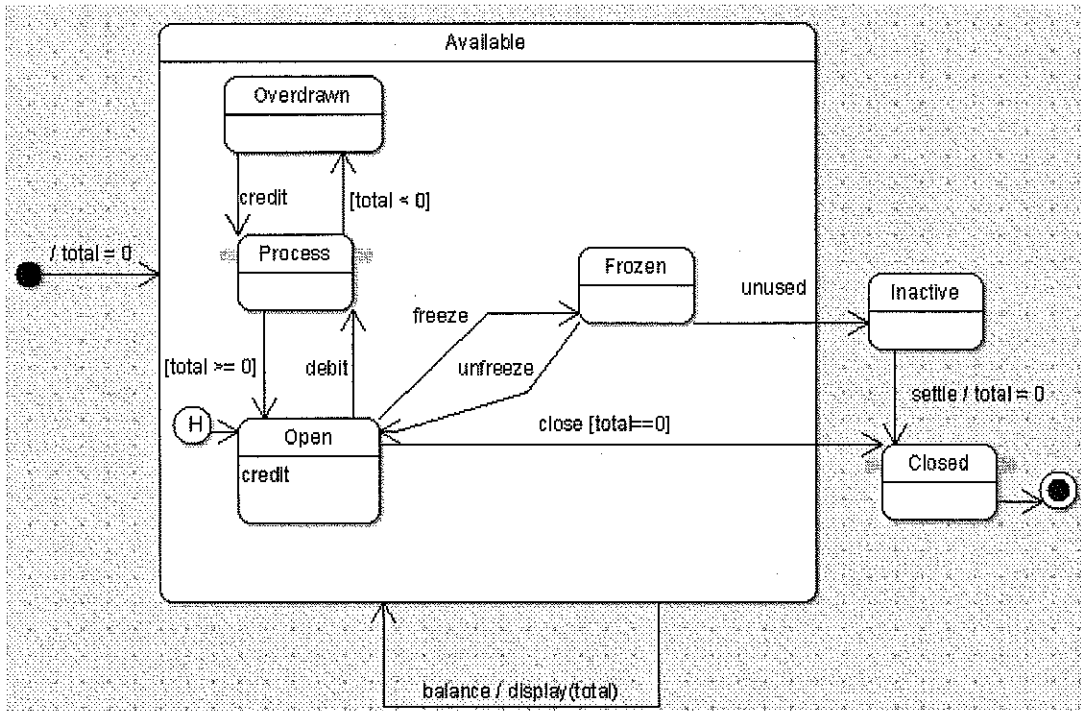 Available
Overdrawn
credit
[total < 0]
/ total = 0
Process
Frozen
unused
Inactive
freeze
[total >= 0]
debit
unfreeze
settle / total = 0
H
Open
close [total==0]
credit
Closed
balance / display(total)